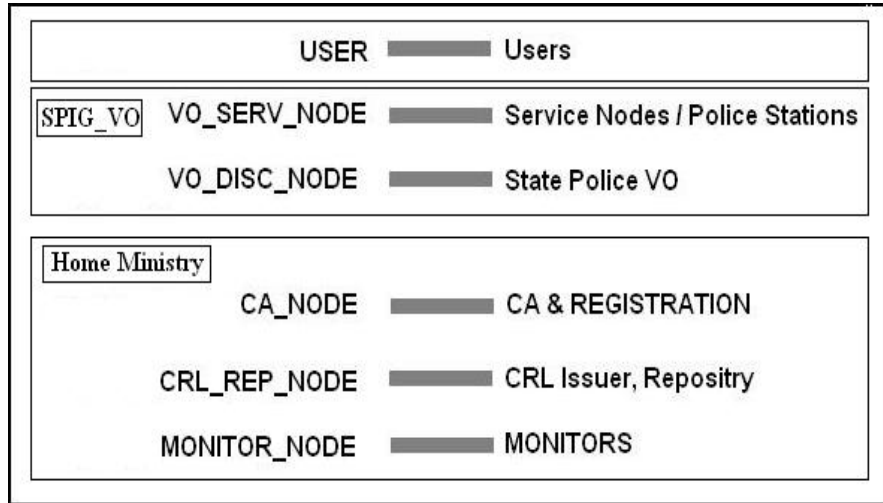 USER Users
SPIG_VO VO_SERV_NODE Service Nodes / Police Stations
VO_DISC_NODE State Police VO
Home Ministry
CA_NODE CA & REGISTRATION
CRL_REP_NODE CRL Issuer, Repositry
MONITOR_NODE MONITORS